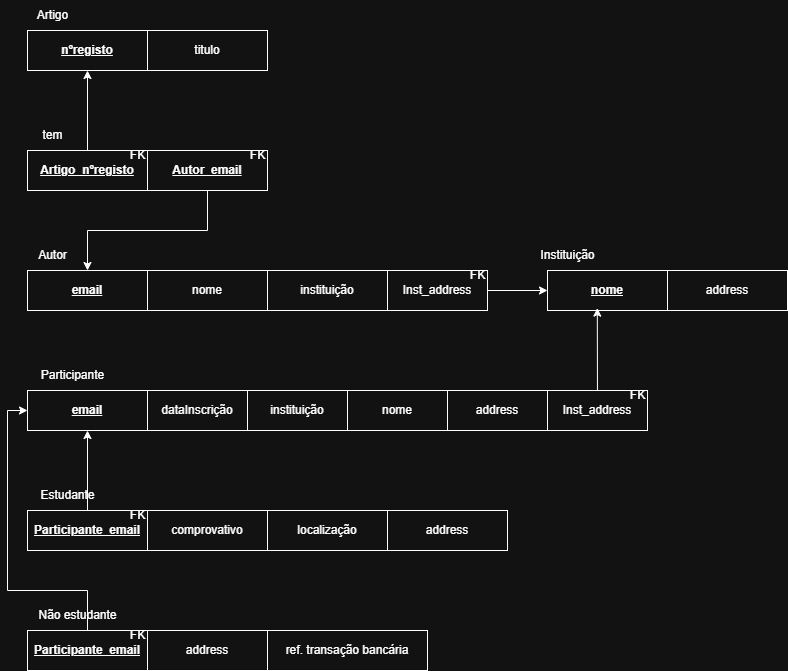 Artigo
nºregisto titulo
tem
FK FK
Artigo_nºregisto Autor_email
Autor Instituição
FK
email nome instituição Inst_address nome address
Participante
FK
email dataInscrição instituição nome address Inst_address
Estudante
FK
Participante_email comprovativo localização address
Não estudante
FK
Participante_email address ref. transação bancária